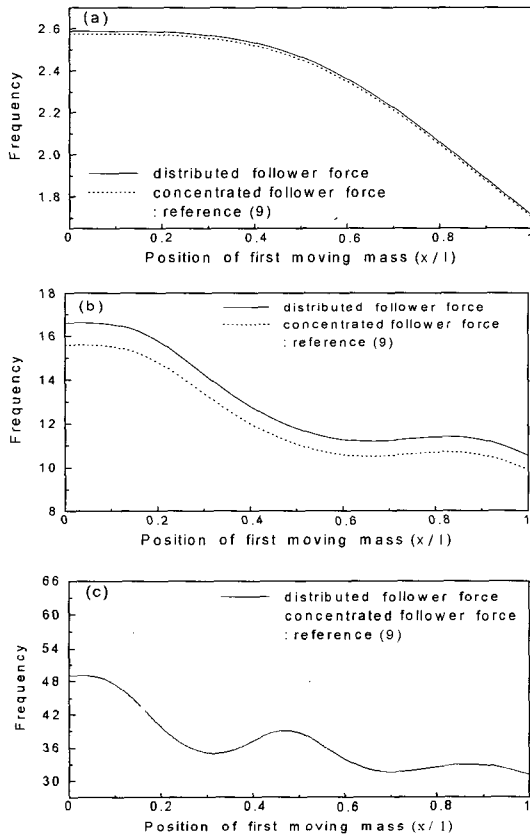 (a)
2.6
2.2
1.8
Frequency
distributed follower force
concentrated follower force
: reference (9)
0 0.2 0.4 0.6 0.8 1
Position of first moving mass (x/l)
(b)
18
16
14
12
10
8
Frequency
distributed follower force
concentrated follower force
: reference (9)
0 0.2 0.4 0.6 0.8 1
Position of first moving mass (x/l)
(c)
66
60
54
48
42
36
30
Frequency
distributed follower force
concentrated follower force
: reference (9)
0 0.2 0.4 0.6 0.8 1
Position of first moving mass (x/l)